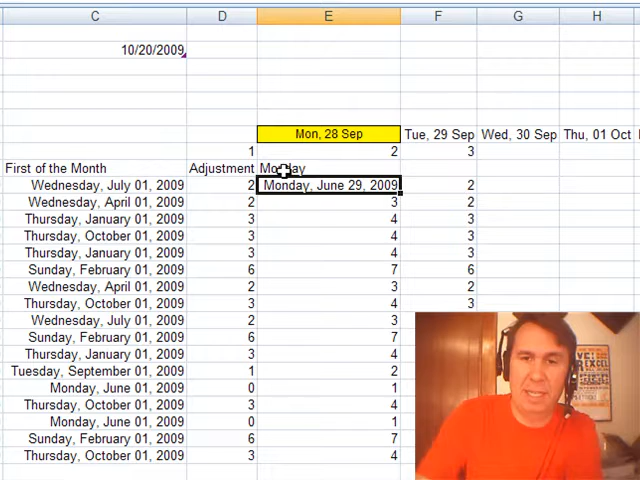 C D E F G H
10/20/2009
Mon, 28 Sep Tue, 29 Sep Wed, 30 Sep Thu, 01 Oct
1 2 3
First of the Month Adjustment Monday
Wednesday, July 01, 2009 2 Monday, June 29, 2009 2
Wednesday, April 01, 2009 2 3 2
Thursday, January 01, 2009 3 4 3
Thursday, October 01, 2009 3 4 3
Thursday, January 01, 2009 3 4 3
Sunday, February 01, 2009 6 7 6
Wednesday, April 01, 2009 2 3 2
Thursday, October 01, 2009 3 4 3
Wednesday, July 01, 2009 2 3
Sunday, February 01, 2009 6 7
Thursday, January 01, 2009 3 4
Tuesday, September 01, 2009 1 2
Monday, June 01, 2009 0 1
Thursday, October 01, 2009 3 4
Monday, June 01, 2009 0 1
Sunday, February 01, 2009 6 7
Thursday, October 01, 2009 3 4
EXCEL